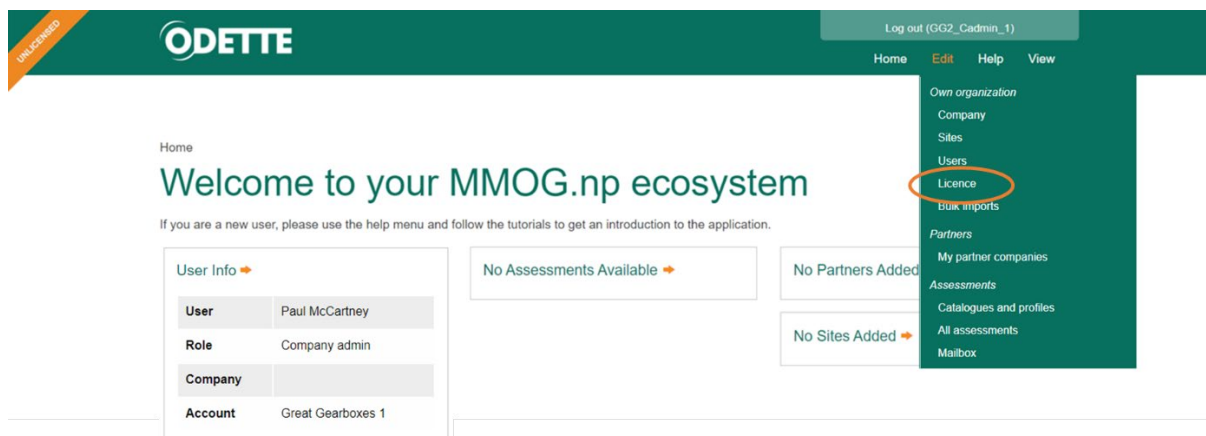 UNLICENSED
ODETTE
Log out (GG2_Cadmin_1)
Home Edit Help View
Own organization
Company
Sites
Users
Licence
Bulk imports
Partners
My partner companies
Assessments
Catalogues and profiles
All assessments
Mailbox
Home
Welcome to your MMOG.np ecosystem
If you are a new user, please use the help menu and follow the tutorials to get an introduction to the application.
User Info
User Paul McCartney
Role Company admin
Company
Account Great Gearboxes 1
No Assessments Available
No Partners Added
No Sites Added